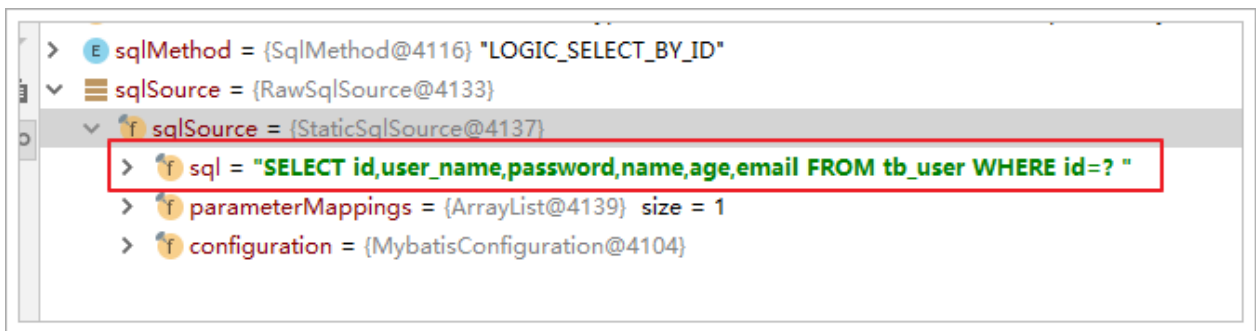 E sqlMethod = {SqlMethod@4116} "LOGIC_SELECT_BY_ID"
sqlSource = {RawSqlSource@4133}
f sqlSource = {StaticSqlSource@4137}
f sql = "SELECT id,user_name,password,name,age,email FROM tb_user WHERE id=? "
f parameterMappings = {ArrayList@4139} size = 1
f configuration = {MybatisConfiguration@4104}